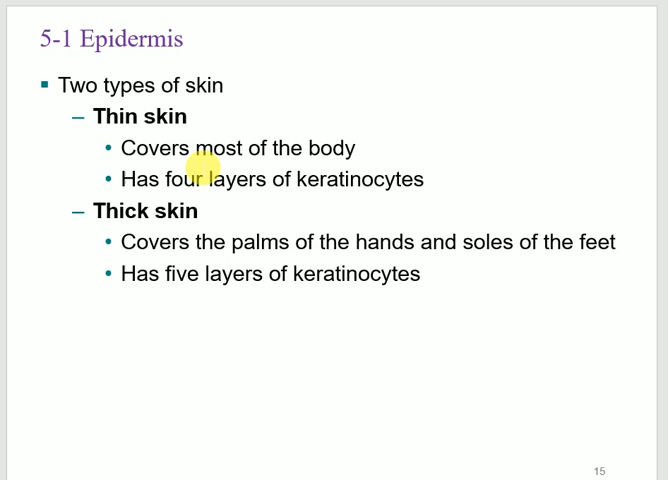 5-1 Epidermis
▪ Two types of skin
– Thin skin
• Covers most of the body
• Has four layers of keratinocytes
– Thick skin
• Covers the palms of the hands and soles of the feet
• Has five layers of keratinocytes
15